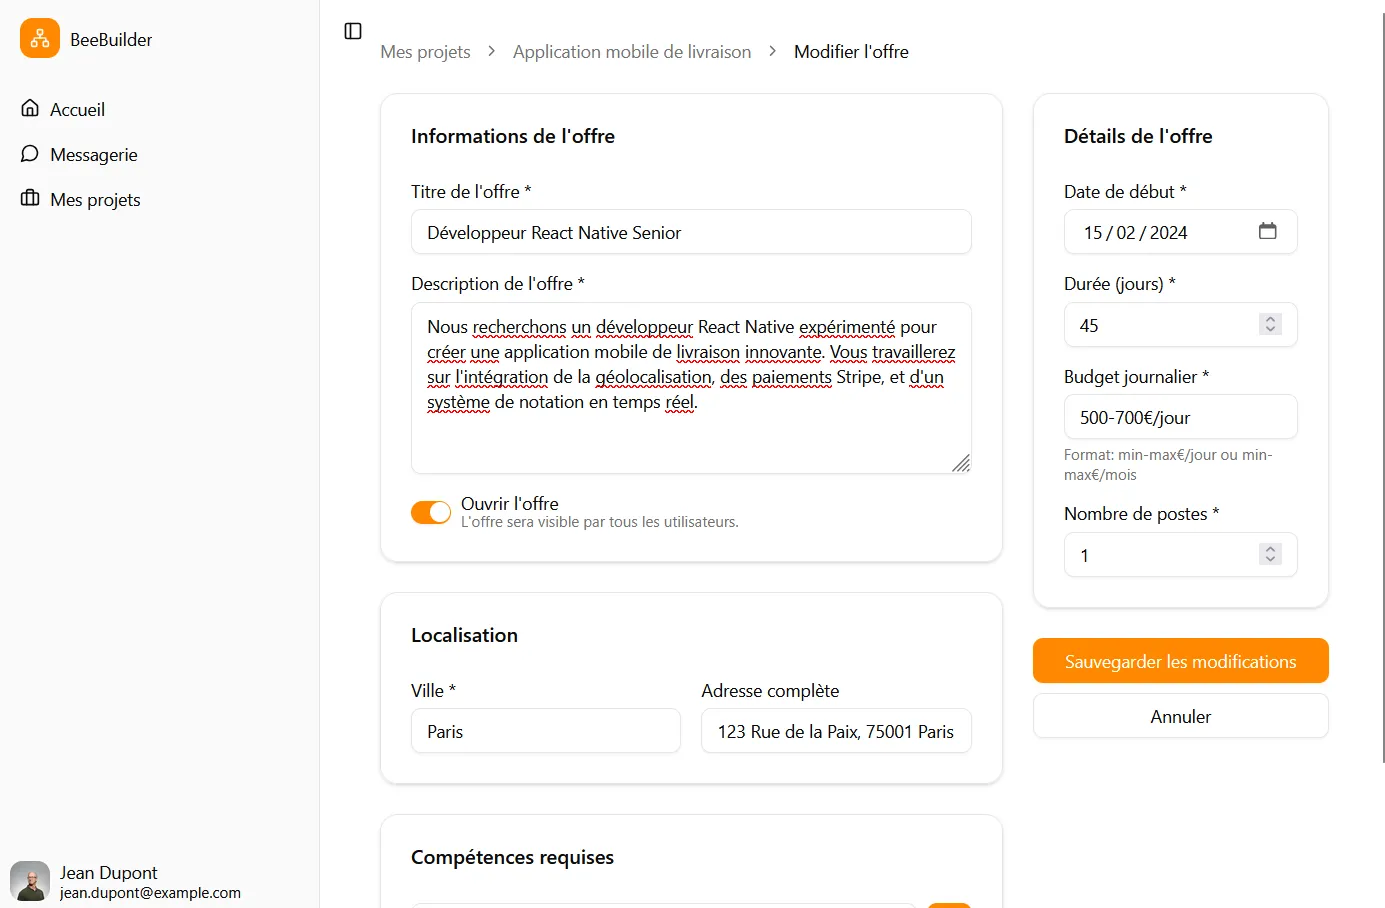 BeeBuilder
Accueil
Messagerie
Mes projets
Jean Dupont
jean.dupont@example.com
Mes projets > Application mobile de livraison > Modifier l'offre
Informations de l'offre
Titre de l'offre *
Développeur React Native Senior
Description de l'offre *
Nous recherchons un développeur React Native expérimenté pour
créer une application mobile de livraison innovante. Vous travaillerez
sur l'intégration de la géolocalisation, des paiements Stripe, et d'un
système de notation en temps réel.
Ouvrir l'offre
L'offre sera visible par tous les utilisateurs.
Localisation
Ville *
Paris
Adresse complète
123 Rue de la Paix, 75001 Paris
Compétences requises
Détails de l'offre
Date de début *
15 / 02 / 2024
Durée (jours) *
45
Budget journalier *
500-700€/jour
Format: min-max€/jour ou min-
max€/mois
Nombre de postes *
1
Sauvegarder les modifications
Annuler